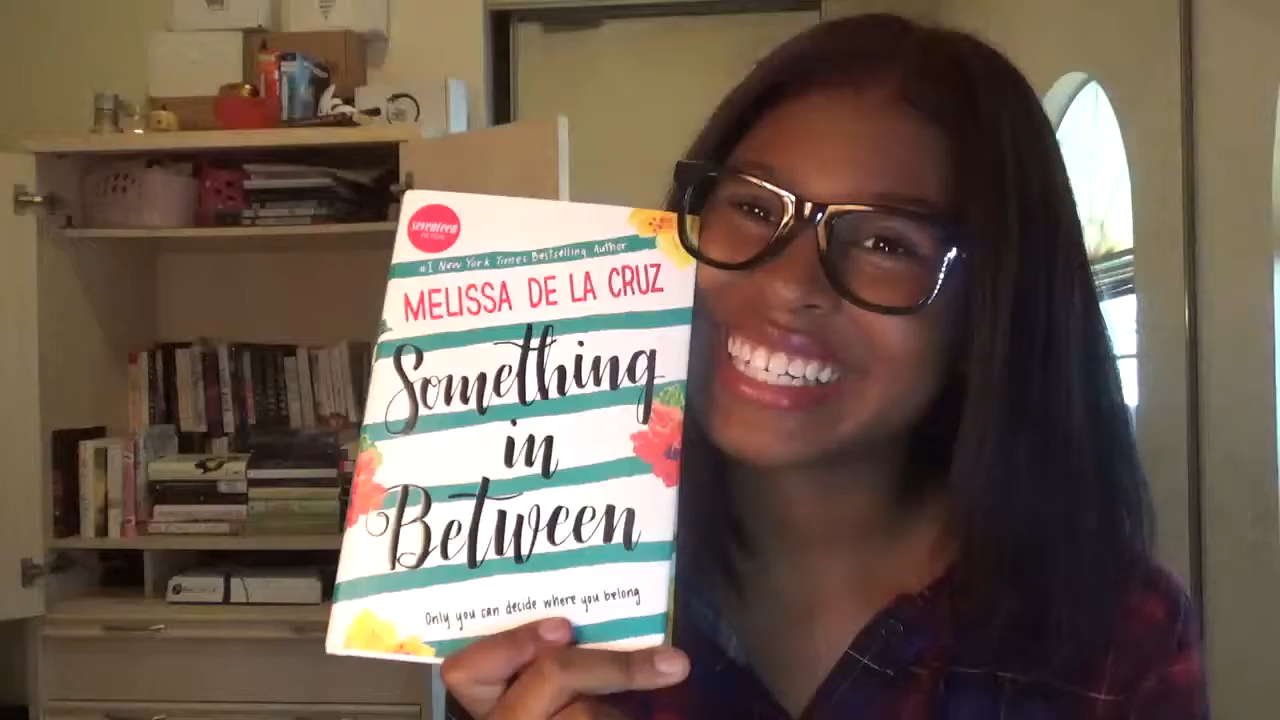 seventeen
FICTION
#1 New York Times Bestselling Author
MELISSA DE LA CRUZ
Something
in
Between
Only you can decide where you belong